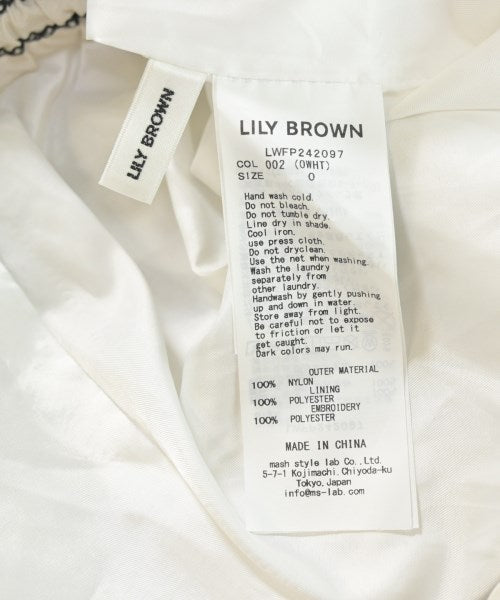 LILY BROWN
LILY BROWN
LWFP242097
COL 002 (OWHT)
SIZE 0
Hand wash cold.
Do not bleach.
Do not tumble dry.
Line dry in shade.
Cool iron.
use press cloth.
Do not dryclean.
Use the net when washing.
Wash the laundry
separately from
other laundry.
Handwash by gently pushing
up and down in water.
Store away from light.
Be careful not to expose
to friction or let it
get caught.
Dark colors may run.
OUTER MATERIAL
100% NYLON
LINING
100% POLYESTER
EMBROIDERY
100% POLYESTER
MADE IN CHINA
mash style lab Co., Ltd.
5-7-1 Kojimachi, Chiyoda-ku
Tokyo, Japan
info@ms-lab.com